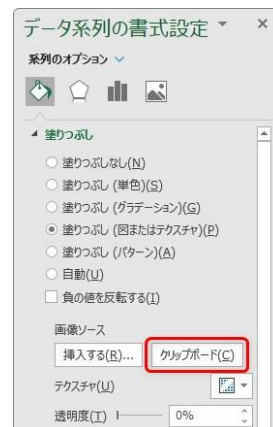 データ系列の書式設定
系列のオプション
塗りつぶし
塗りつぶしなし(N)
塗りつぶし (単色)(S)
塗りつぶし (グラデーション)(G)
塗りつぶし (図またはテクスチャ)(P)
塗りつぶし (パターン)(A)
自動(U)
負の値を反転する(I)
画像ソース
挿入する(R)... クリップボード(C)
テクスチャ(U)
透明度(T) 0%